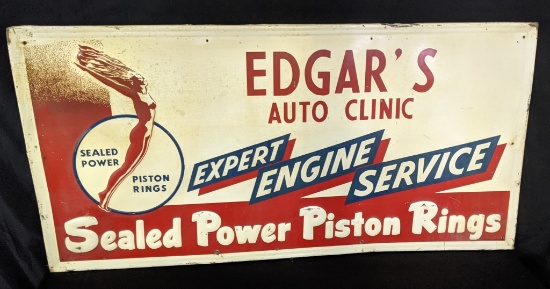 EDGAR'S
AUTO CLINIC
SEALED
POWER
PISTON
RINGS
EXPERT
ENGINE
SERVICE
Sealed Power Piston Rings